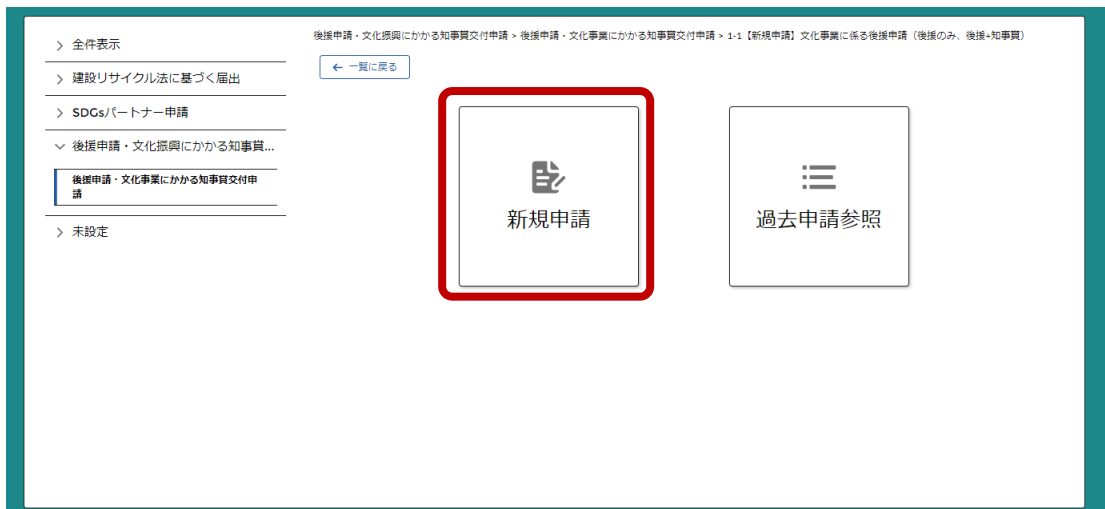 全件表示
建設リサイクル法に基づく届出
SDGsパートナー申請
後援申請・文化振興にかかる知事賞...
後援申請・文化事業にかかる知事賞交付申
請
未設定
後援申請・文化振興にかかる知事賞交付申請 > 後援申請・文化事業にかかる知事賞交付申請 > 1-1【新規申請】文化事業に係る後援申請（後援のみ、後援+知事賞）
← 一覧に戻る
新規申請
過去申請参照